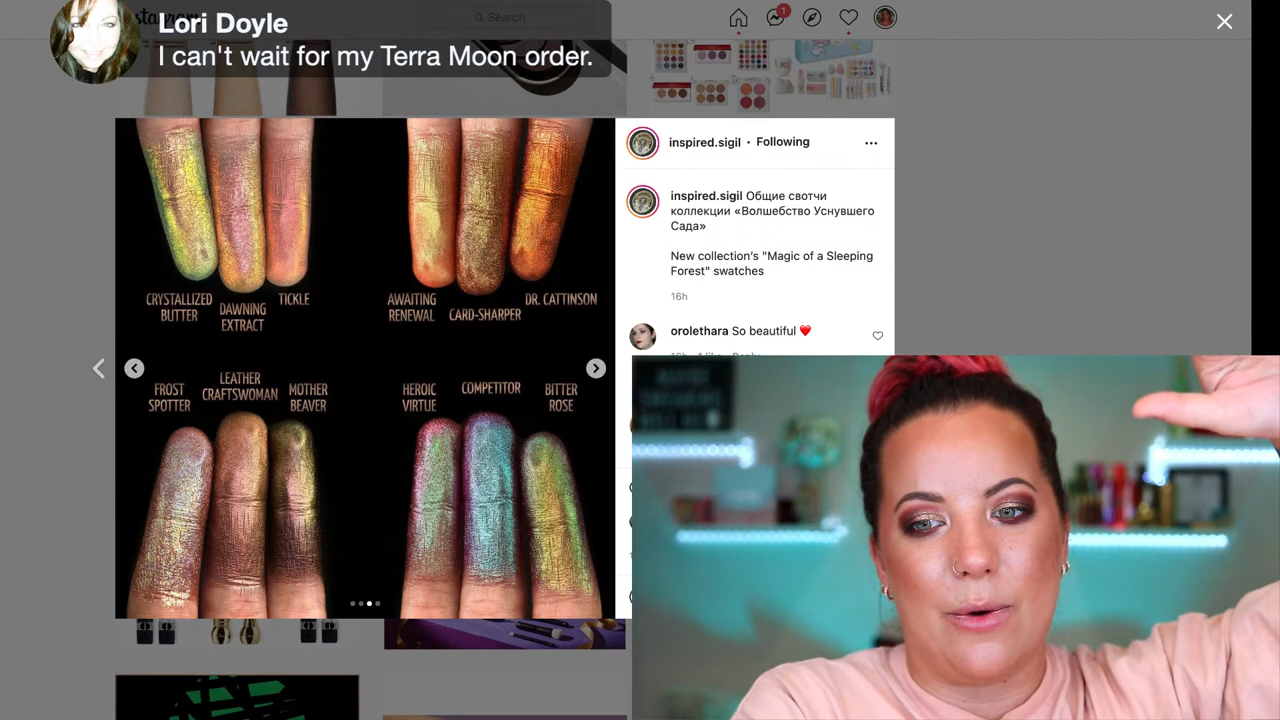 Lori Doyle
I can't wait for my Terra Moon order.
Search
1
inspired.sigil • Following
inspired.sigil Общие свотчи
коллекции «Волшебство Уснувшего
Сада»
New collection's "Magic of a Sleeping
Forest" swatches
16h
orolethara So beautiful ❤️
CRYSTALLIZED
BUTTER
DAWNING
EXTRACT
TICKLE
AWAITING
RENEWAL
CARD-SHARPER
DR. CATTINSON
FROST
SPOTTER
LEATHER
CRAFTSWOMAN
MOTHER
BEAVER
HEROIC
VIRTUE
COMPETITOR
BITTER
ROSE